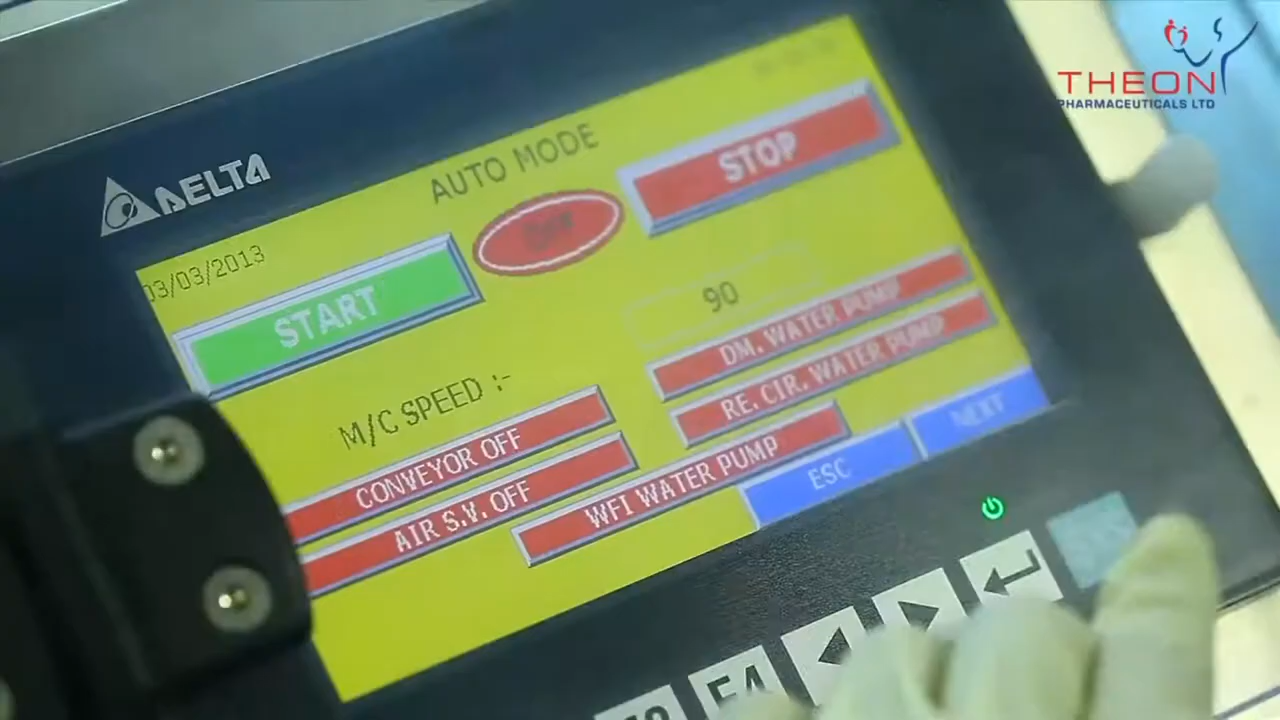 THEON
PHARMACEUTICALS LTD
DELTA
03/03/2013
AUTO MODE
STOP
START
90
M/C SPEED :-
DM. WATER PUMP
RE. CIR. WATER PUMP
CONVEYOR OFF
AIR S.V. OFF
WFI WATER PUMP
ESC
NEXT
F4